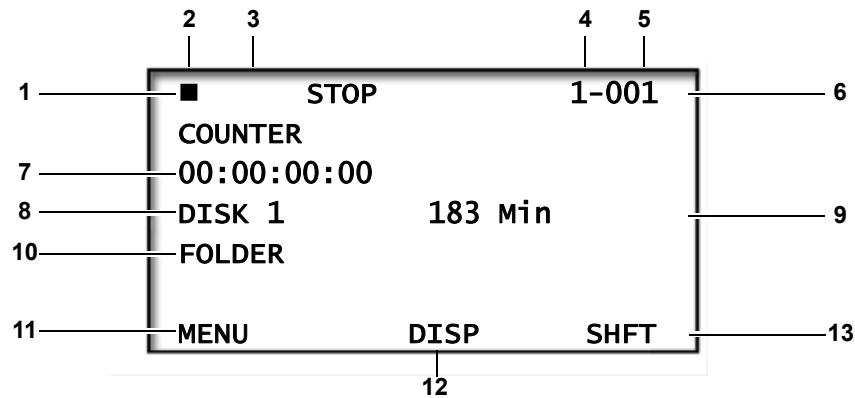 2 3 4 5
1 ■ STOP 1-001 6
COUNTER
7 00:00:00:00
8 DISK 1 183 Min 9
10 FOLDER
11 MENU DISP SHFT 13
12